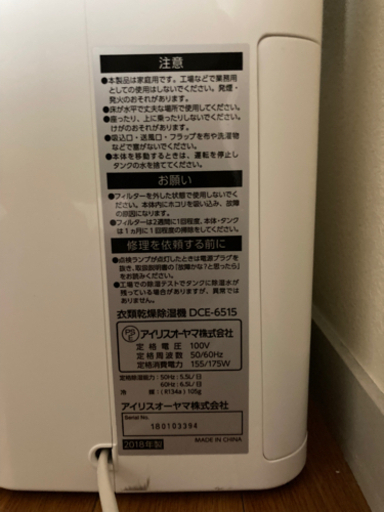 注意
●本製品は家庭用です。工場などで業務用
としての使用はしないでください。発煙・
発火のおそれがあります。
●床が水平で丈夫な場所で使用してください。
●座ったり、上に乗ったりしないでください。
けがのおそれがあります。
●吸込口・送風口・フラップを布や洗濯物
などで塞がないでください。
●本体を移動するときは、運転を停止し
タンクの水を捨ててください。
お願い
●フィルターを外した状態で使用しないでく
ださい。本体内にホコリを吸い込み、故障
の原因になります。
●フィルターは2週間に1回程度、本体・タンク
は1ヵ月に1回程度の掃除をしてください。
修理を依頼する前に
●点検ランプが点灯したときは電源プラグを
抜き、取扱説明書の「故障かな?と思ったら」
をお読みください。
●工場での除湿テストでタンクに除湿水が
残っている場合がありますが、異常では
ありません。
衣類乾燥除湿機 DCE-6515
PSE アイリスオーヤマ株式会社
定格電圧 100V
定格周波数 50/60Hz
定格消費電力 155/175W
定格除湿能力:50Hz:5.5L/日
60Hz:6.5L/日
冷媒:(R134a) 105g
アイリスオーヤマ株式会社
Serial No.
180103394
2018年製 MADE IN CHINA